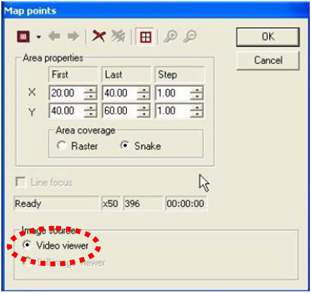 Map points
OK
Cancel
Area properties
First Last Step
X 20.00 40.00 1.00
Y 40.00 60.00 1.00
Area coverage
Raster Snake
Line focus
Ready x50 396 00:00:00
Image source
Video viewer
viewer